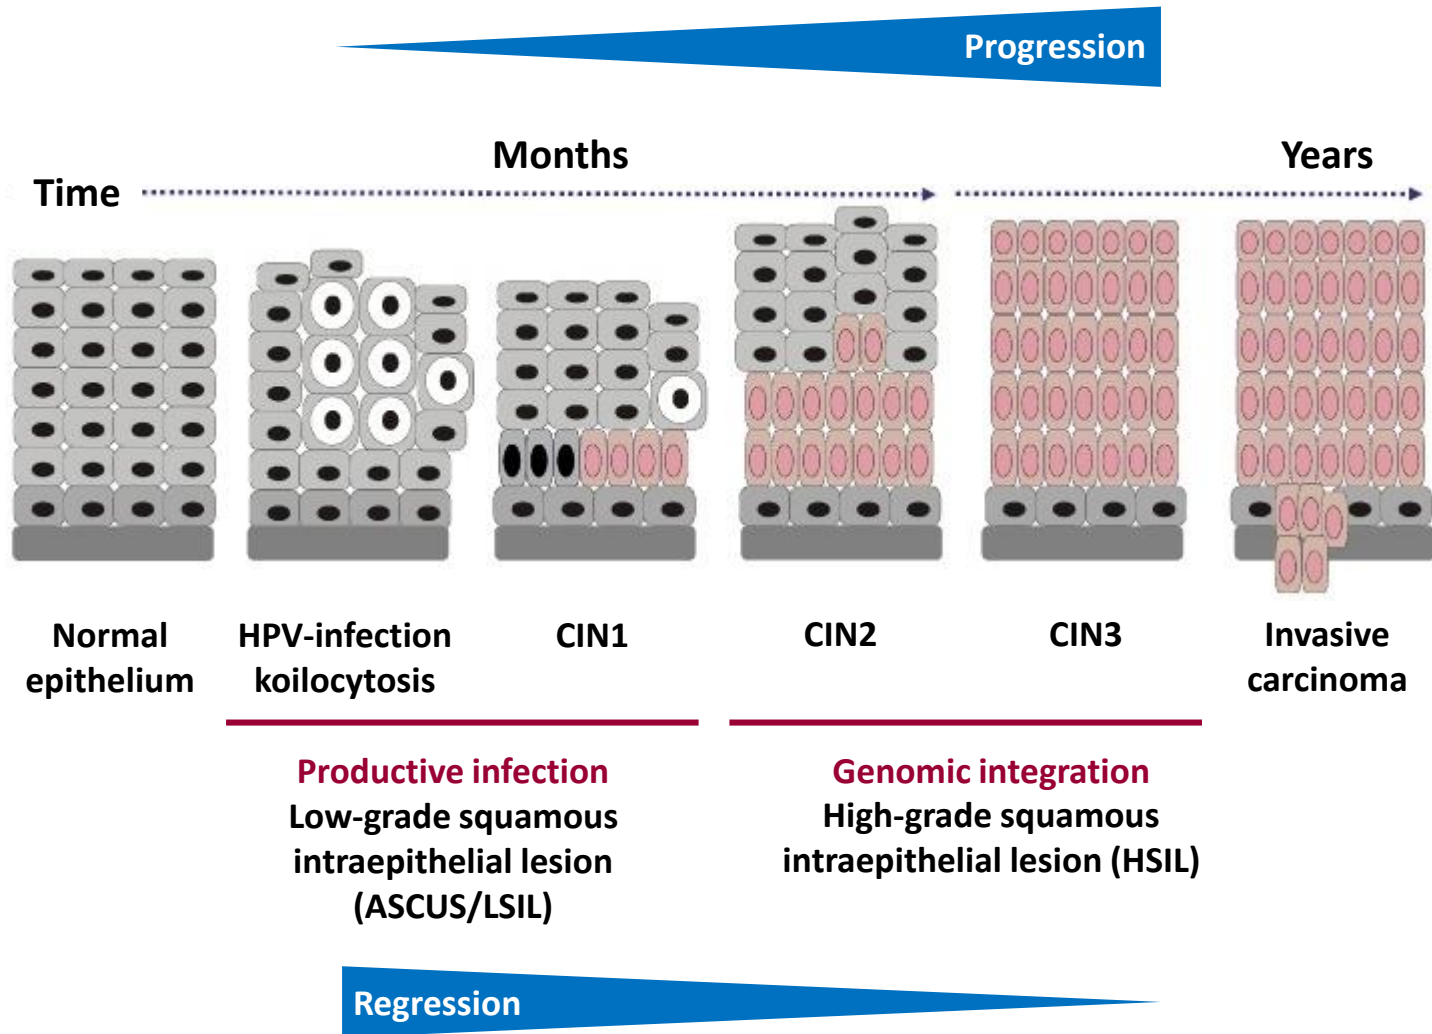 Progression
Months
Years
Time
Normal
epithelium
HPV-infection
koilocytosis
CIN1
CIN2
CIN3
Invasive
carcinoma
Productive infection
Low-grade squamous
intraepithelial lesion
(ASCUS/LSIL)
Genomic integration
High-grade squamous
intraepithelial lesion (HSIL)
Regression